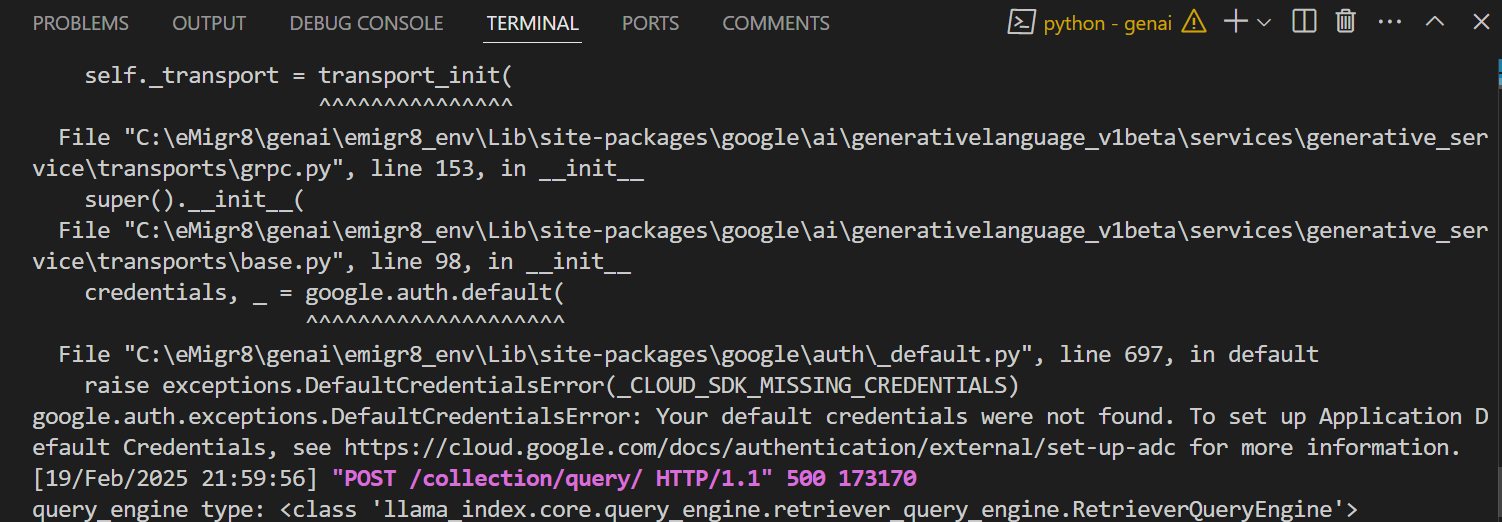 PROBLEMS OUTPUT DEBUG CONSOLE TERMINAL PORTS COMMENTS python - genai
self._transport = transport_init(
^^^^^^^^^^^^^^^
File "C:\eMigr8\genai\emigr8_env\Lib\site-packages\google\ai\generativelanguage_v1beta\services\generative_ser
vice\transports\grpc.py", line 153, in __init__
super().__init__(
File "C:\eMigr8\genai\emigr8_env\Lib\site-packages\google\ai\generativelanguage_v1beta\services\generative_ser
vice\transports\base.py", line 98, in __init__
credentials, _ = google.auth.default(
^^^^^^^^^^^^^^^^^^^^
File "C:\eMigr8\genai\emigr8_env\Lib\site-packages\google\auth\_default.py", line 697, in default
raise exceptions.DefaultCredentialsError(_CLOUD_SDK_MISSING_CREDENTIALS)
google.auth.exceptions.DefaultCredentialsError: Your default credentials were not found. To set up Application D
efault Credentials, see https://cloud.google.com/docs/authentication/external/set-up-adc for more information.
[19/Feb/2025 21:59:56] "POST /collection/query/ HTTP/1.1" 500 173170
query_engine type: <class 'llama_index.core.query_engine.retriever_query_engine.RetrieverQueryEngine'>